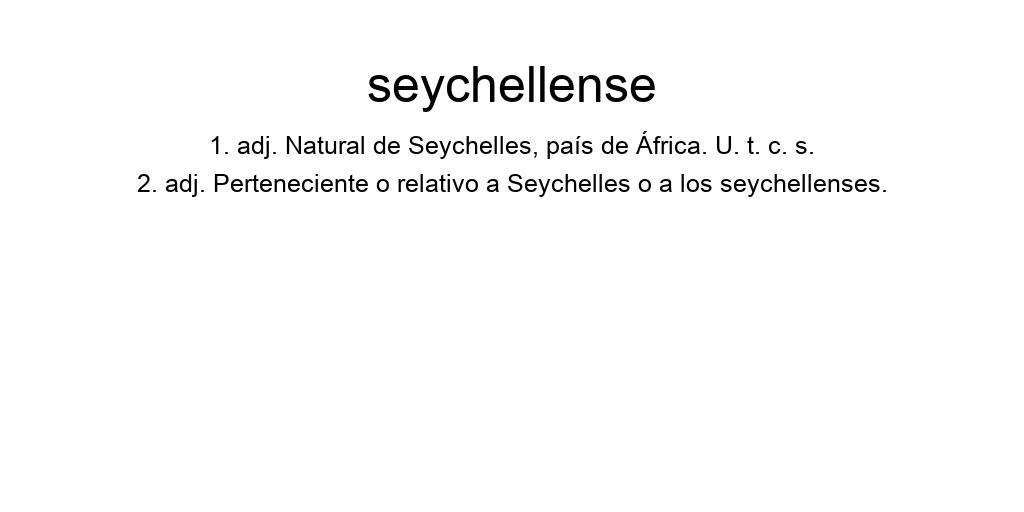 seychellense
1. adj. Natural de Seychelles, país de África. U. t. c. s.
2. adj. Perteneciente o relativo a Seychelles o a los seychellenses.